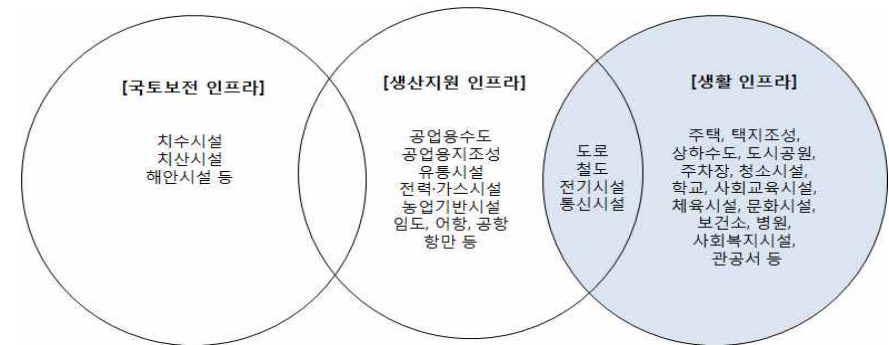 [국토보전 인프라]
치수시설
치산시설
해안시설 등
[생산지원 인프라]
공업용수도
공업용지조성
유통시설
전력·가스시설
농업기반시설
임도, 어항, 공항
항만 등
도로
철도
전기시설
통신시설
[생활 인프라]
주택, 택지조성,
상하수도, 도시공원,
주차장, 청소시설,
학교, 사회교육시설,
체육시설, 문화시설,
보건소, 병원,
사회복지시설,
관공서 등